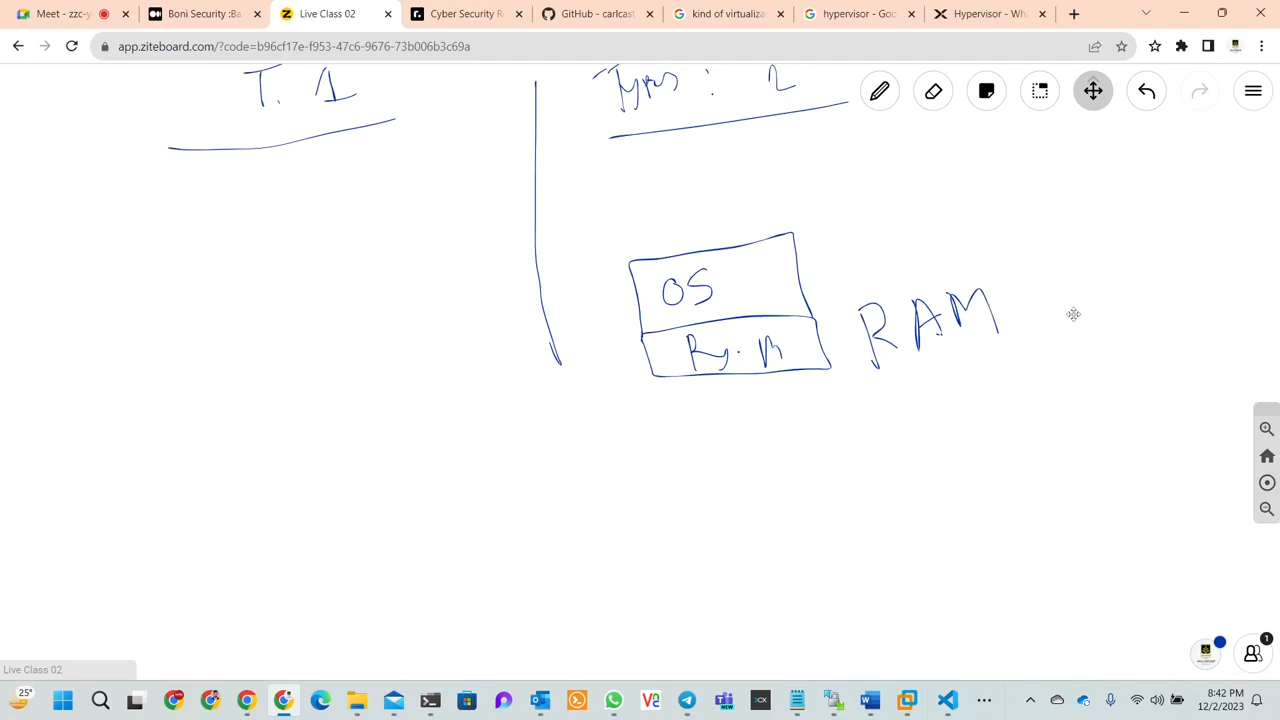 Meet - zzc-y
Boni Security :Ba
Live Class 02
Cyber Security R
GitHub - carlcast
kind of virtualiza
hypervisor - Goo
Hypervisor - Wh
app.ziteboard.com/?code=b96cf17e-f953-47c6-9676-73b006b3c69a
T. 1
Types : 2
OS
RAM
Live Class 02
1
25°
8:42 PM
12/2/2023